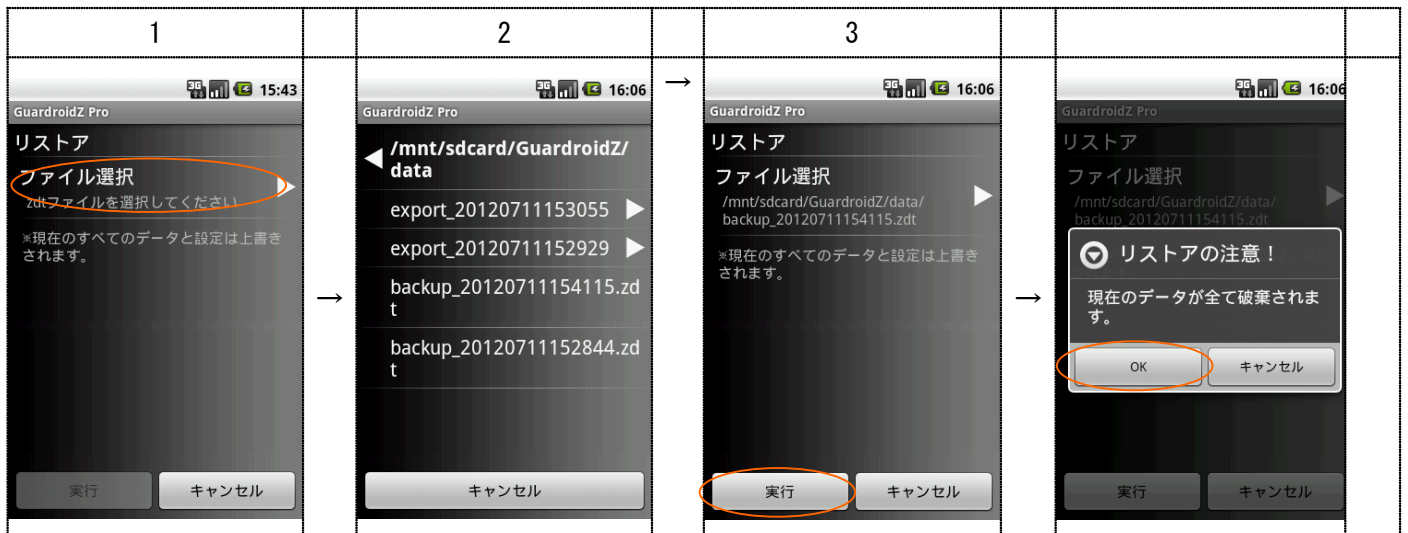 1
2
3
→
→
→
3G 15:43
GuardroidZ Pro
リストア
ファイル選択
zdtファイルを選択してください
※現在のすべてのデータと設定は上書き
されます。
実行
キャンセル
3G 16:06
GuardroidZ Pro
/mnt/sdcard/GuardroidZ/
data
export_20120711153055
export_20120711152929
backup_20120711154115.zd
t
backup_20120711152844.zd
t
キャンセル
3G 16:06
GuardroidZ Pro
リストア
ファイル選択
/mnt/sdcard/GuardroidZ/data/
backup_20120711154115.zdt
※現在のすべてのデータと設定は上書き
されます。
実行
キャンセル
3G 16:06
GuardroidZ Pro
リストア
ファイル選択
/mnt/sdcard/GuardroidZ/data/
backup_20120711154115.zdt
リストアの注意！
現在のデータが全て破棄されま
す。
OK
キャンセル
実行
キャンセル